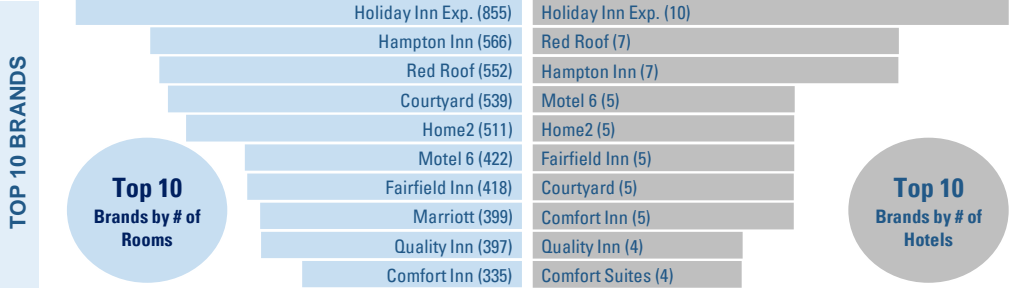 TOP 10 BRANDS
Holiday Inn Exp. (855)
Hampton Inn (566)
Red Roof (552)
Courtyard (539)
Home2 (511)
Motel 6 (422)
Fairfield Inn (418)
Marriott (399)
Quality Inn (397)
Comfort Inn (335)
Top 10
Brands by # of
Rooms
Holiday Inn Exp. (10)
Red Roof (7)
Hampton Inn (7)
Motel 6 (5)
Home2 (5)
Fairfield Inn (5)
Courtyard (5)
Comfort Inn (5)
Quality Inn (4)
Comfort Suites (4)
Top 10
Brands by # of
Hotels